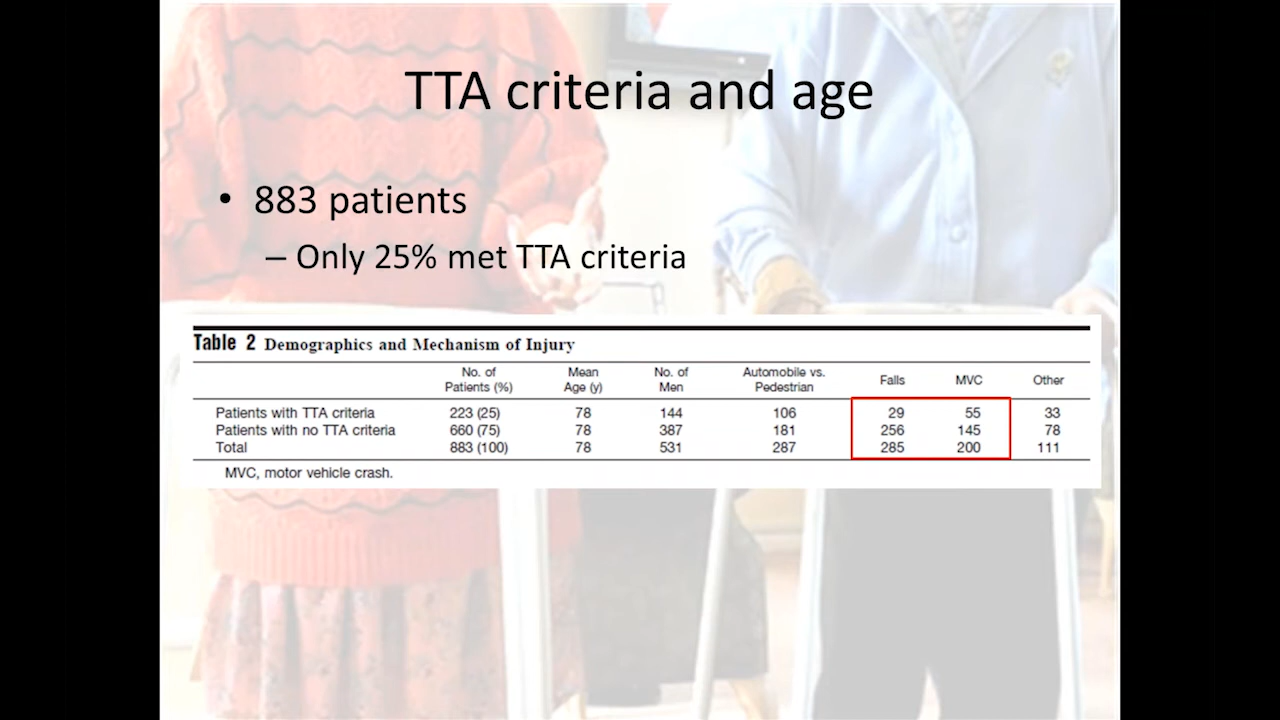 TTA criteria and age
• 883 patients
– Only 25% met TTA criteria
Table 2 Demographics and Mechanism of Injury
No. of Patients (%) Mean Age (y) No. of Men Automobile vs. Pedestrian Falls MVC Other
Patients with TTA criteria 223 (25) 78 144 106 29 55 33
Patients with no TTA criteria 660 (75) 78 387 181 256 145 78
Total 883 (100) 78 531 287 285 200 111
MVC, motor vehicle crash.